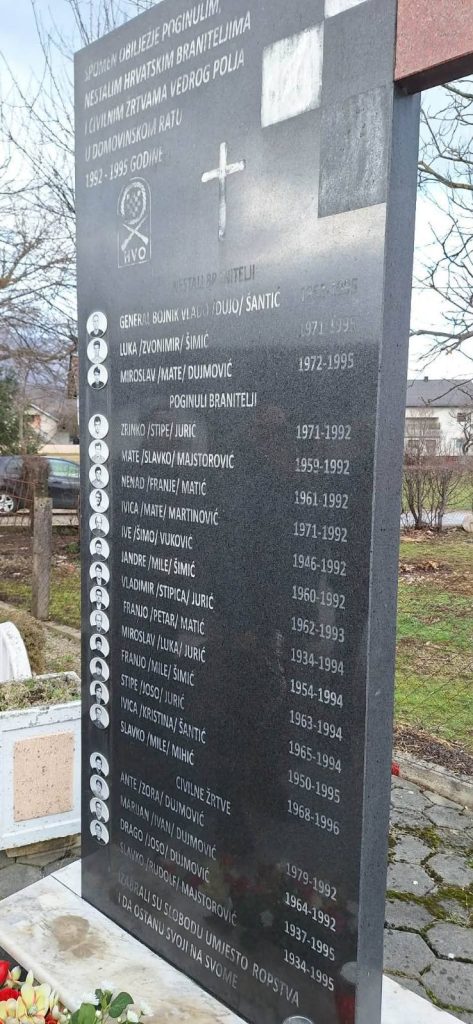 SPOMEN OBILJEŽJE POGINULIM,
NESTALIM HRVATSKIM BRANITELJIMA
I CIVILNIM ŽRTVAMA VEDROG POLJA
U DOMOVINSKOM RATU
1992 - 1995 GODINE
HVO
NESTALI BRANITELJI
GENERAL BOJNIK VLADO /DUJO/ ŠANTIĆ
LUKA /ZVONIMIR/ ŠIMIĆ 1971-1995
MIROSLAV /MATE/ DUJMOVIĆ 1972-1995
POGINULI BRANITELJI
ZRINKO /STIPE/ JURIĆ 1971-1992
MATE /SLAVKO/ MAJSTOROVIĆ 1959-1992
NENAD /FRANJE/ MATIĆ 1961-1992
IVICA /MATE/ MARTINOVIĆ 1971-1992
IVE /ŠIMO/ VUKOVIĆ 1946-1992
JANDRE /MILE/ ŠIMIĆ 1960-1992
VLADIMIR /STIPICA/ JURIĆ 1962-1993
FRANJO /PETAR/ MATIĆ 1934-1994
MIROSLAV /LUKA/ JURIĆ 1954-1994
FRANJO /MILE/ ŠIMIĆ 1963-1994
STIPE /JOSO/ JURIĆ 1965-1994
IVICA /KRISTINA/ ŠANTIĆ 1950-1995
SLAVKO /MILE/ MIHIĆ 1968-1996
CIVILNE ŽRTVE
ANTE /ZORA/ DUJMOVIĆ 1979-1992
MARIJAN /IVAN/ DUJMOVIĆ 1964-1992
DRAGO /JOSO/ DUJMOVIĆ 1937-1995
SLAVKO /RUDOLF/ MAJSTOROVIĆ 1934-1995
IZABRALI SU SLOBODU UMJESTO ROPSTVA
I DA OSTANU SVOJI NA SVOME